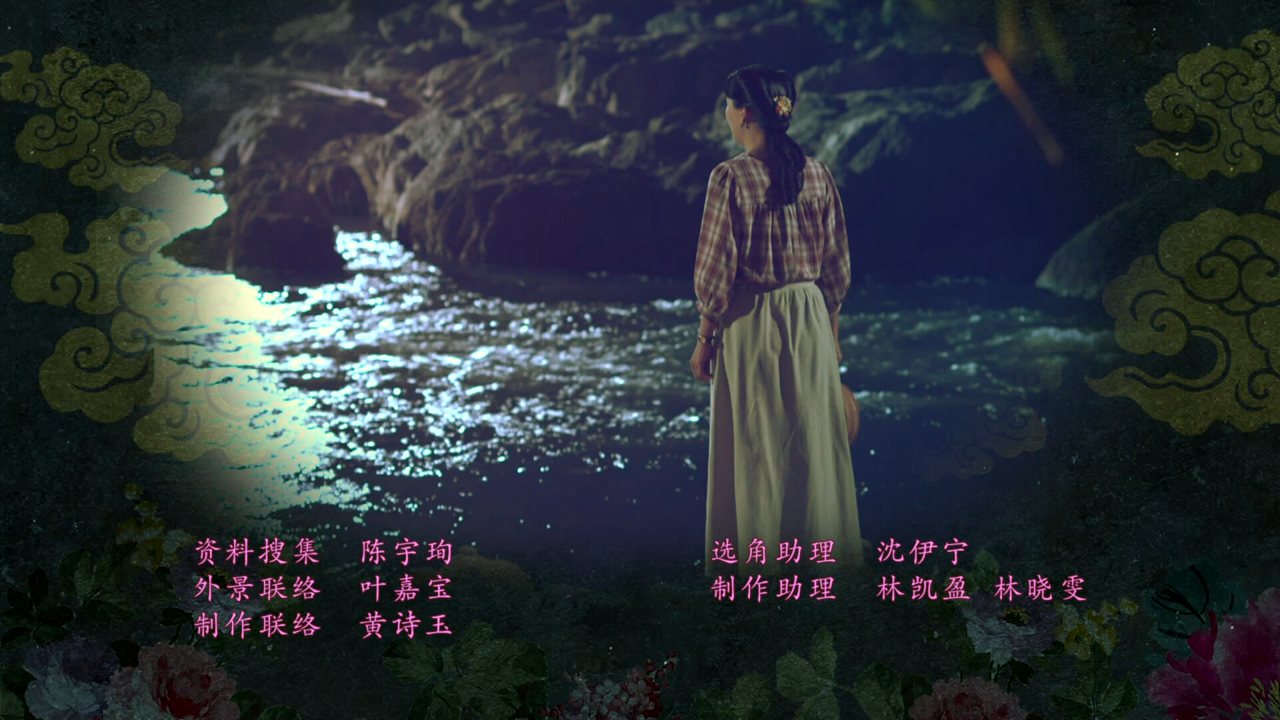 资料搜集 陈宇珣
外景联络 叶嘉宝
制作联络 黄诗玉
选角助理 沈伊宁
制作助理 林凯盈 林晓雯